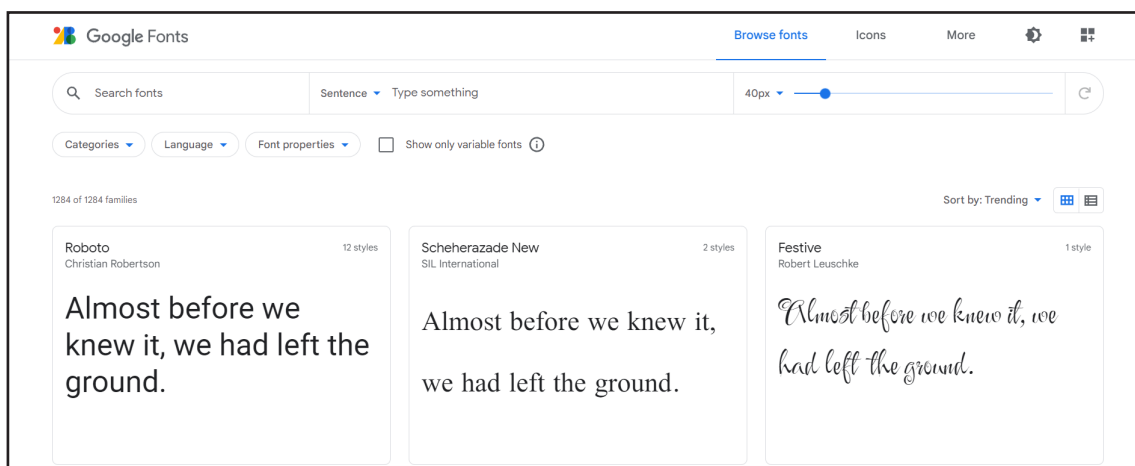 Google Fonts
Browse fonts
Icons
More
Search fonts
Sentence
Type something
40px
Categories
Language
Font properties
Show only variable fonts
1284 of 1284 families
Sort by: Trending
Roboto
12 styles
Christian Robertson
Almost before we
knew it, we had left the
ground.
Scheherazade New
2 styles
SIL International
Almost before we knew it,
we had left the ground.
Festive
1 style
Robert Leuschke
Almost before we knew it, we
had left the ground.